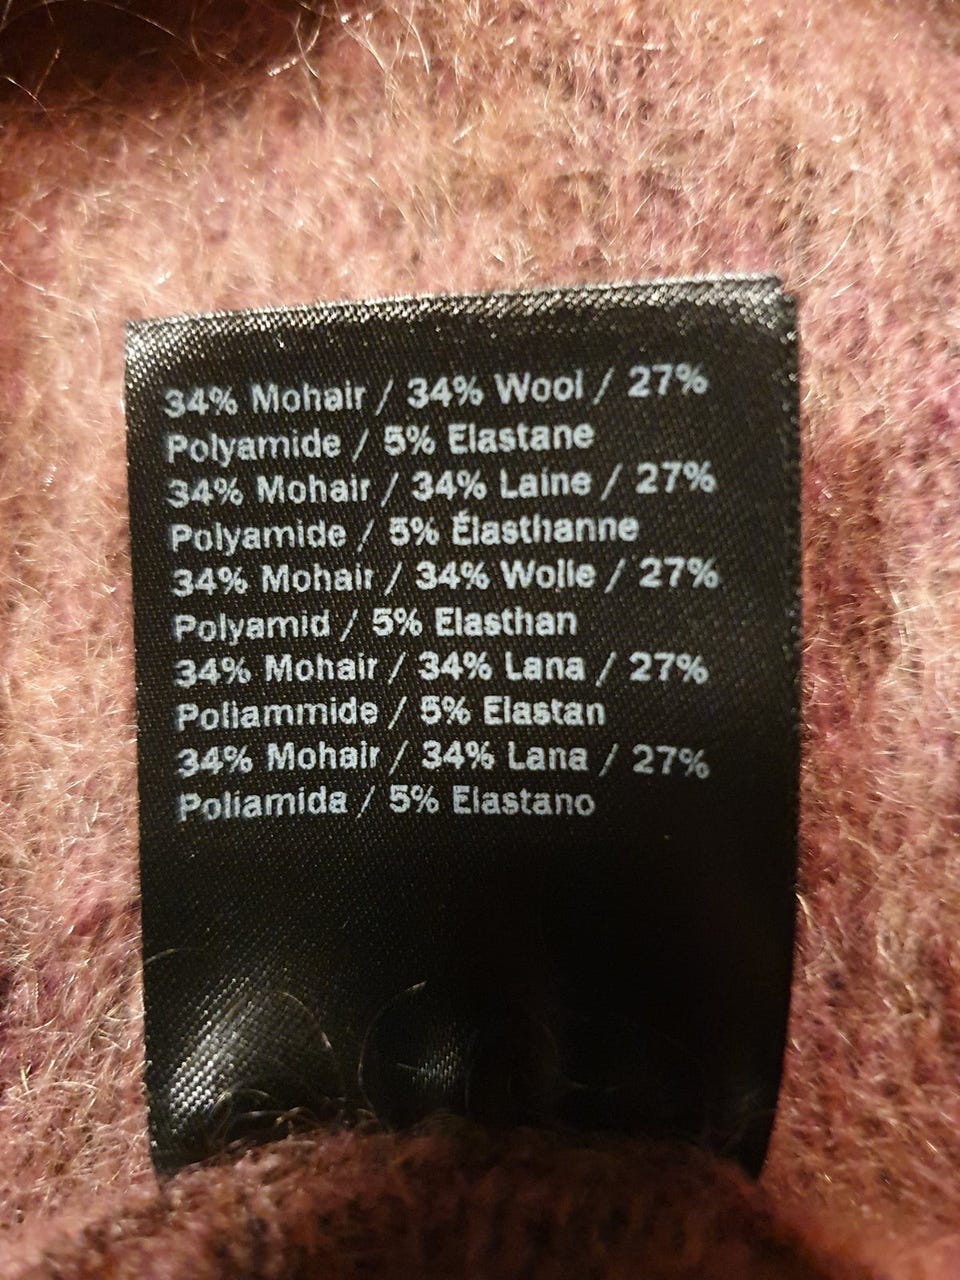 34% Mohair / 34% Wool / 27%
Polyamide / 5% Elastane
34% Mohair / 34% Laine / 27%
Polyamide / 5% Élasthanne
34% Mohair / 34% Wolle / 27%
Polyamid / 5% Elasthan
34% Mohair / 34% Lana / 27%
Poliammide / 5% Elastan
34% Mohair / 34% Lana / 27%
Poliamida / 5% Elastano